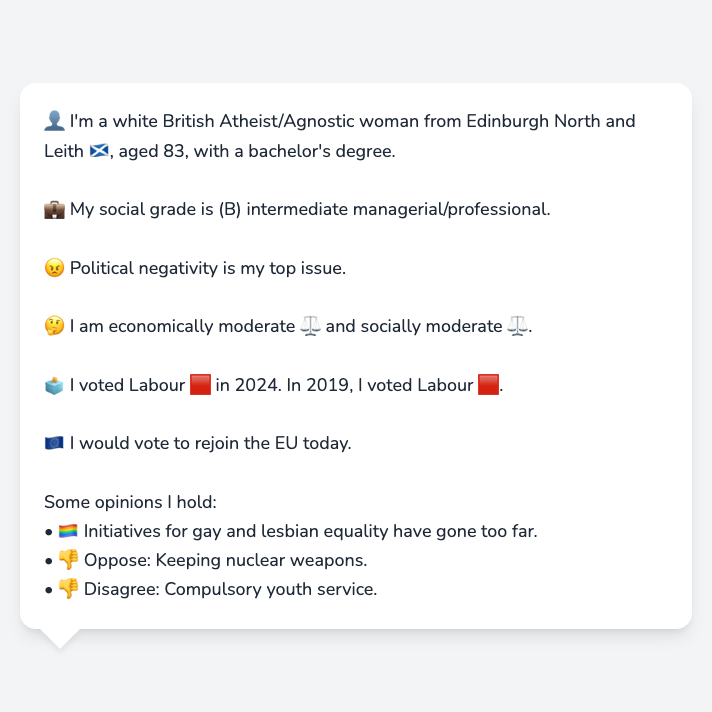 👤 I'm a white British Atheist/Agnostic woman from Edinburgh North and
Leith 🏴󠁧󠁢󠁳󠁣󠁴󠁿, aged 83, with a bachelor's degree.
💼 My social grade is (B) intermediate managerial/professional.
😠 Political negativity is my top issue.
🤔 I am economically moderate ⚖️ and socially moderate ⚖️.
🗳️ I voted Labour 🟥 in 2024. In 2019, I voted Labour 🟥.
🇪🇺 I would vote to rejoin the EU today.
Some opinions I hold:
• 🏳️‍🌈 Initiatives for gay and lesbian equality have gone too far.
• 👎 Oppose: Keeping nuclear weapons.
• 👎 Disagree: Compulsory youth service.